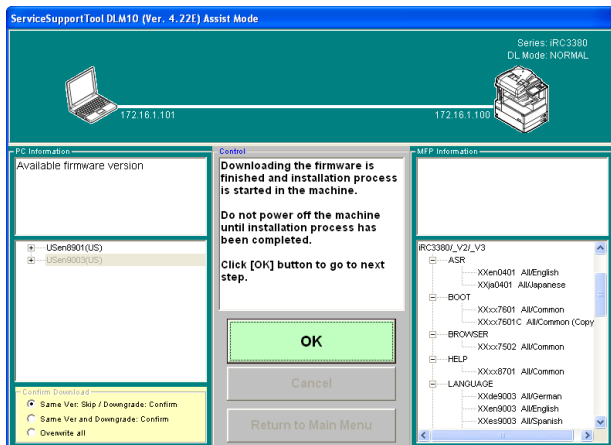 ServiceSupportTool DLM10 (Ver. 4.22E) Assist Mode
Series: iRC3380
DL Mode: NORMAL
172.16.1.101
172.16.1.100
PC Information
Available firmware version
USen8901(US)
USen9003(US)
Confirm Download
Same Ver: Skip / Downgrade: Confirm
Same Ver and Downgrade: Confirm
Overwrite all
Control
Downloading the firmware is
finished and installation process
is started in the machine.
Do not power off the machine
until installation process has
been completed.
Click [OK] button to go to next
step.
OK
Cancel
Return to Main Menu
MFP Information
iRC3380/_V2/_V3
ASR
XXen0401 All/English
XXja0401 All/Japanese
BOOT
XXxx7601 All/Common
XXxx7601C All/Common (Copy
BROWSER
XXxx7502 All/Common
HELP
XXxx8701 All/Common
LANGUAGE
XXde9003 All/German
XXen9003 All/English
XXes9003 All/Spanish